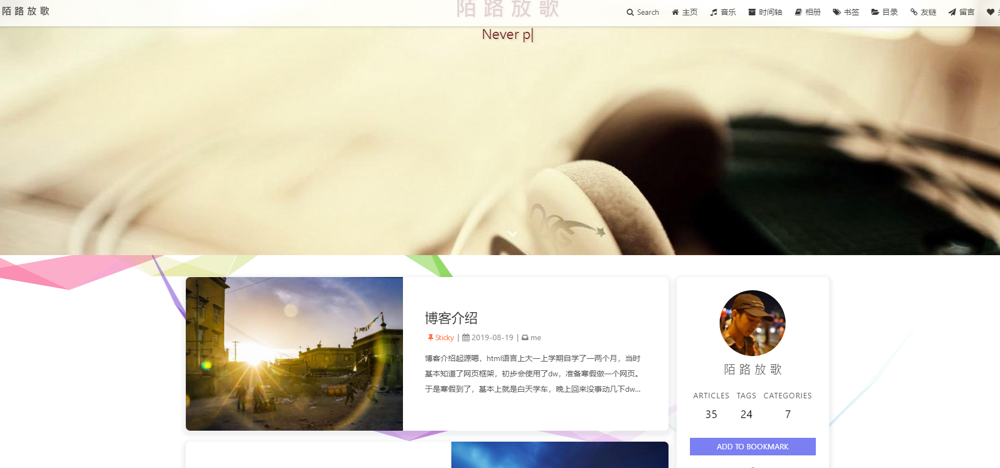 陌路放歌
陌路放歌
Search 主页 音乐 时间轴 相册 书签 目录 友链 留言
Never p|
博客介绍
Sticky | 2019-08-19 | me
博客介绍起源嗯，html语言上大一上学期自学了一两个月，当时
基本知道了网页框架，初步会使用了dw，准备寒假做一个网页。
于是寒假到了，基本上就是白天学车，晚上回来没事动几下dw...
陌路放歌
ARTICLES TAGS CATEGORIES
35 24 7
ADD TO BOOKMARK